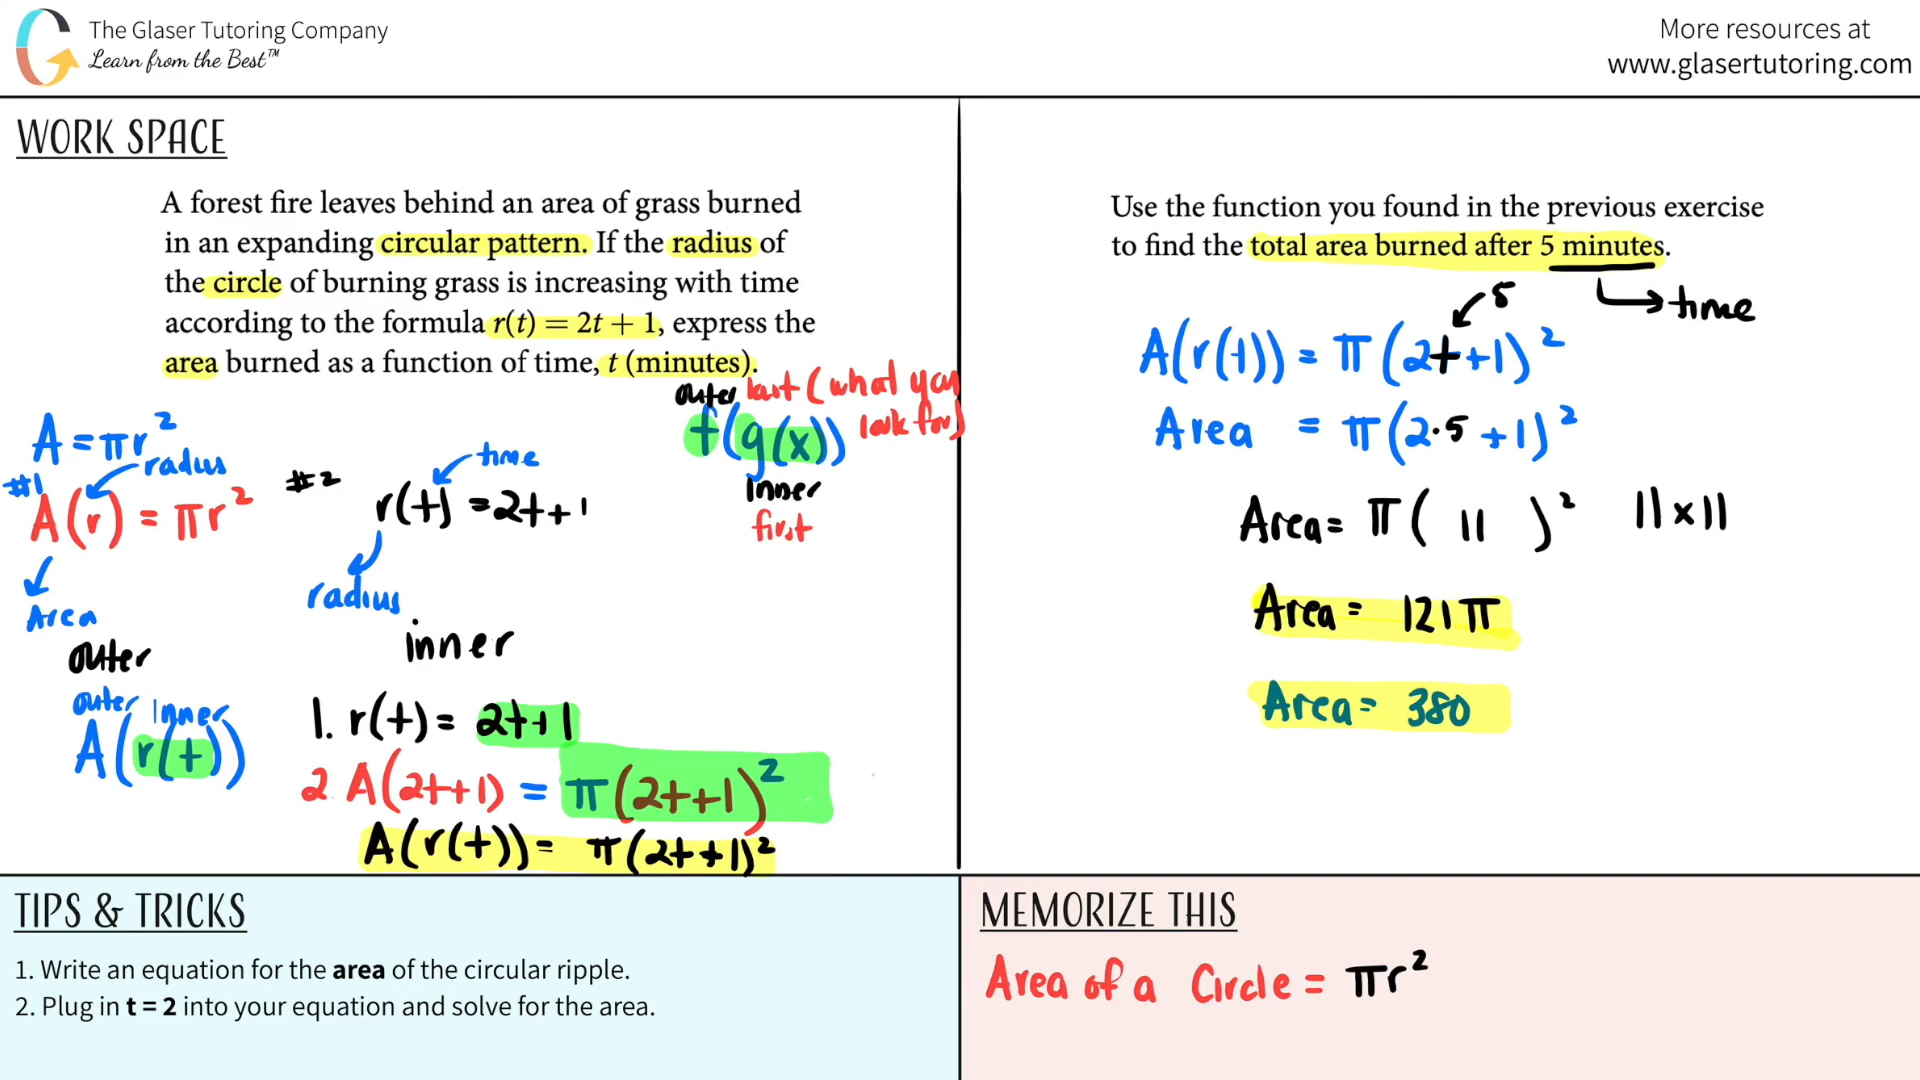 The Glaser Tutoring Company
Learn from the Best™
More resources at
www.glasertutoring.com
WORK SPACE
A forest fire leaves behind an area of grass burned
in an expanding circular pattern. If the radius of
the circle of burning grass is increasing with time
according to the formula r(t) = 2t + 1, express the
area burned as a function of time, t (minutes).
outer last (what you
look for)
f(g(x))
inner
first
A = πr²
radius
#1
A(r) = πr²
Area
outer
outer inner
A(r(t))
#2
time
r(t) = 2t+1
radius
inner
1. r(t) = 2t+1
2. A(2t+1) = π(2t+1)²
A(r(t)) = π(2t+1)²
Use the function you found in the previous exercise
to find the total area burned after 5 minutes.
5
time
A(r(t)) = π(2t+1)²
Area = π(2·5+1)²
Area = π( 11 )² 11x11
Area = 121π
Area = 380
TIPS & TRICKS
1. Write an equation for the area of the circular ripple.
2. Plug in t = 2 into your equation and solve for the area.
MEMORIZE THIS
Area of a Circle = πr²